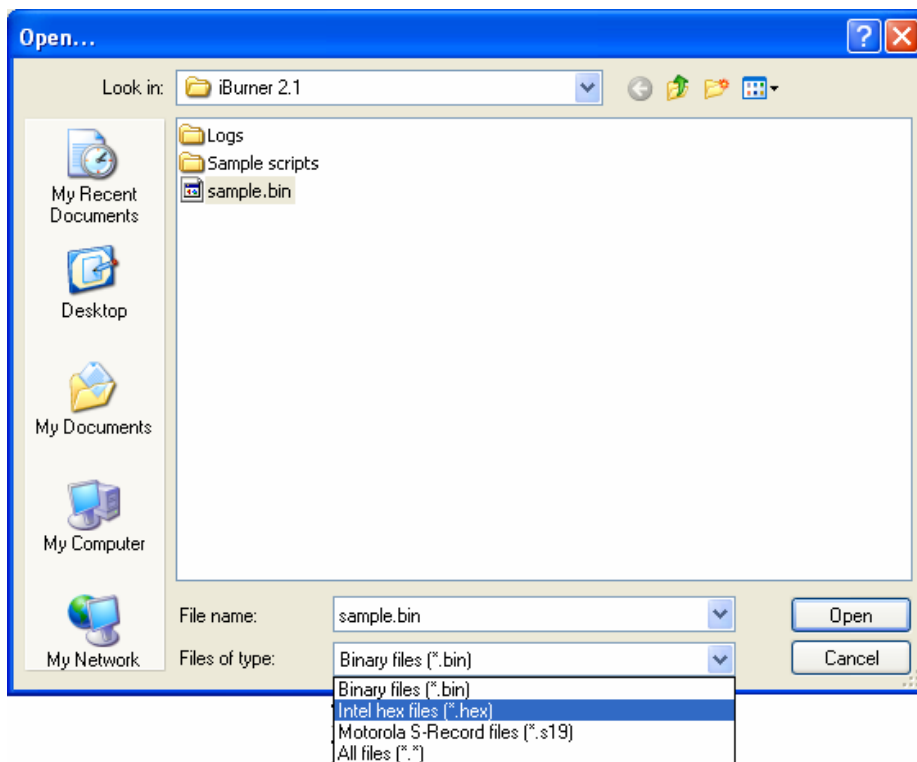 Open...
Look in:
iBurner 2.1
Logs
Sample scripts
sample.bin
My Recent
Documents
Desktop
My Documents
My Computer
My Network
File name:
sample.bin
Open
Files of type:
Binary files (*.bin)
Cancel
Binary files (*.bin)
Intel hex files (*.hex)
Motorola S-Record files (*.s19)
All files (*.*)